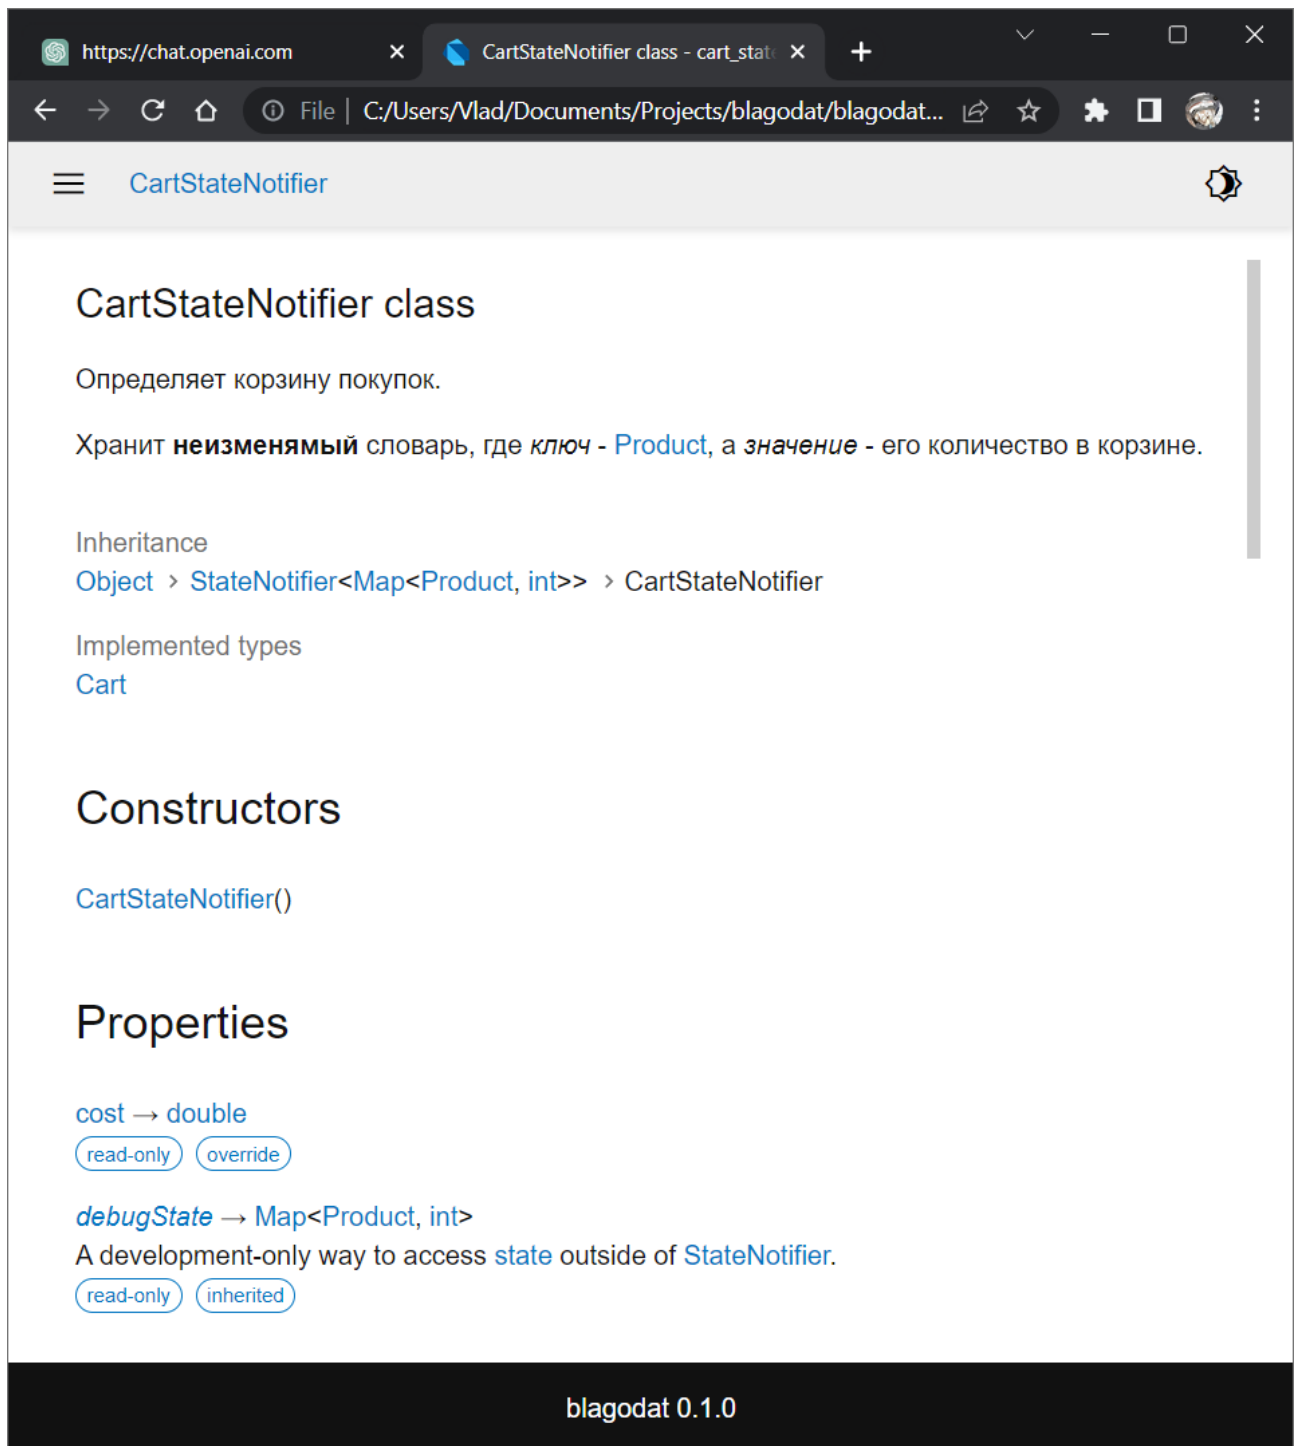 https://chat.openai.com
CartStateNotifier class - cart_stat
File | C:/Users/Vlad/Documents/Projects/blagodat/blagodat...
CartStateNotifier
CartStateNotifier class
Определяет корзину покупок.
Хранит неизменямый словарь, где ключ - Product, а значение - его количество в корзине.
Inheritance
Object > StateNotifier<Map<Product, int>> > CartStateNotifier
Implemented types
Cart
Constructors
CartStateNotifier()
Properties
cost → double
read-only override
debugState → Map<Product, int>
A development-only way to access state outside of StateNotifier.
read-only inherited
blagodat 0.1.0